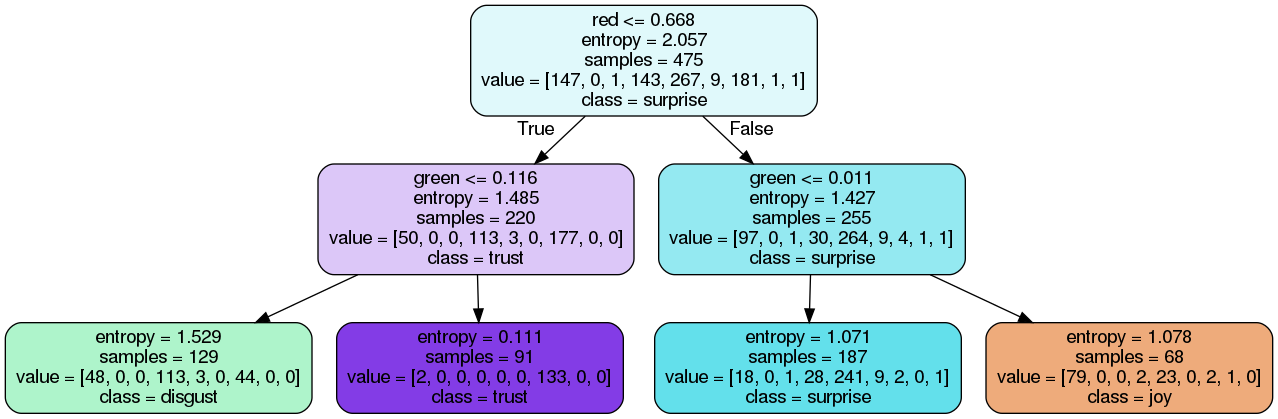 red <= 0.668
entropy = 2.057
samples = 475
value = [147, 0, 1, 143, 267, 9, 181, 1, 1]
class = surprise
True
False
green <= 0.116
entropy = 1.485
samples = 220
value = [50, 0, 0, 113, 3, 0, 177, 0, 0]
class = trust
green <= 0.011
entropy = 1.427
samples = 255
value = [97, 0, 1, 30, 264, 9, 4, 1, 1]
class = surprise
entropy = 1.529
samples = 129
value = [48, 0, 0, 113, 3, 0, 44, 0, 0]
class = disgust
entropy = 0.111
samples = 91
value = [2, 0, 0, 0, 0, 0, 133, 0, 0]
class = trust
entropy = 1.071
samples = 187
value = [18, 0, 1, 28, 241, 9, 2, 0, 1]
class = surprise
entropy = 1.078
samples = 68
value = [79, 0, 0, 2, 23, 0, 2, 1, 0]
class = joy